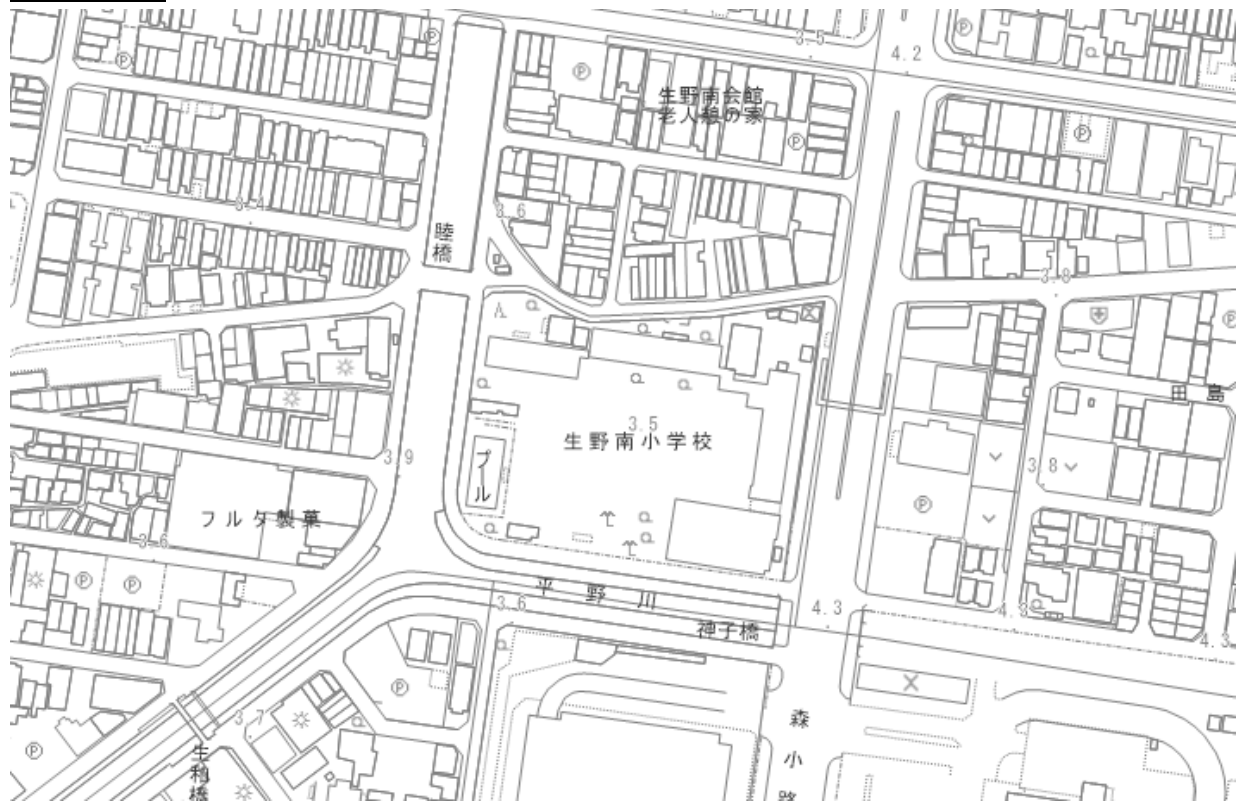 3.5
4.2
生野南会館
老人憩の家
3.4
3.6
睦橋
3.8
田島
3.5
生野南小学校
プール
3.9
3.8
フルタ製菓
3.6
平野川
3.6
神子橋
4.3
4.3
4.3
3.7
生和橋
森小路